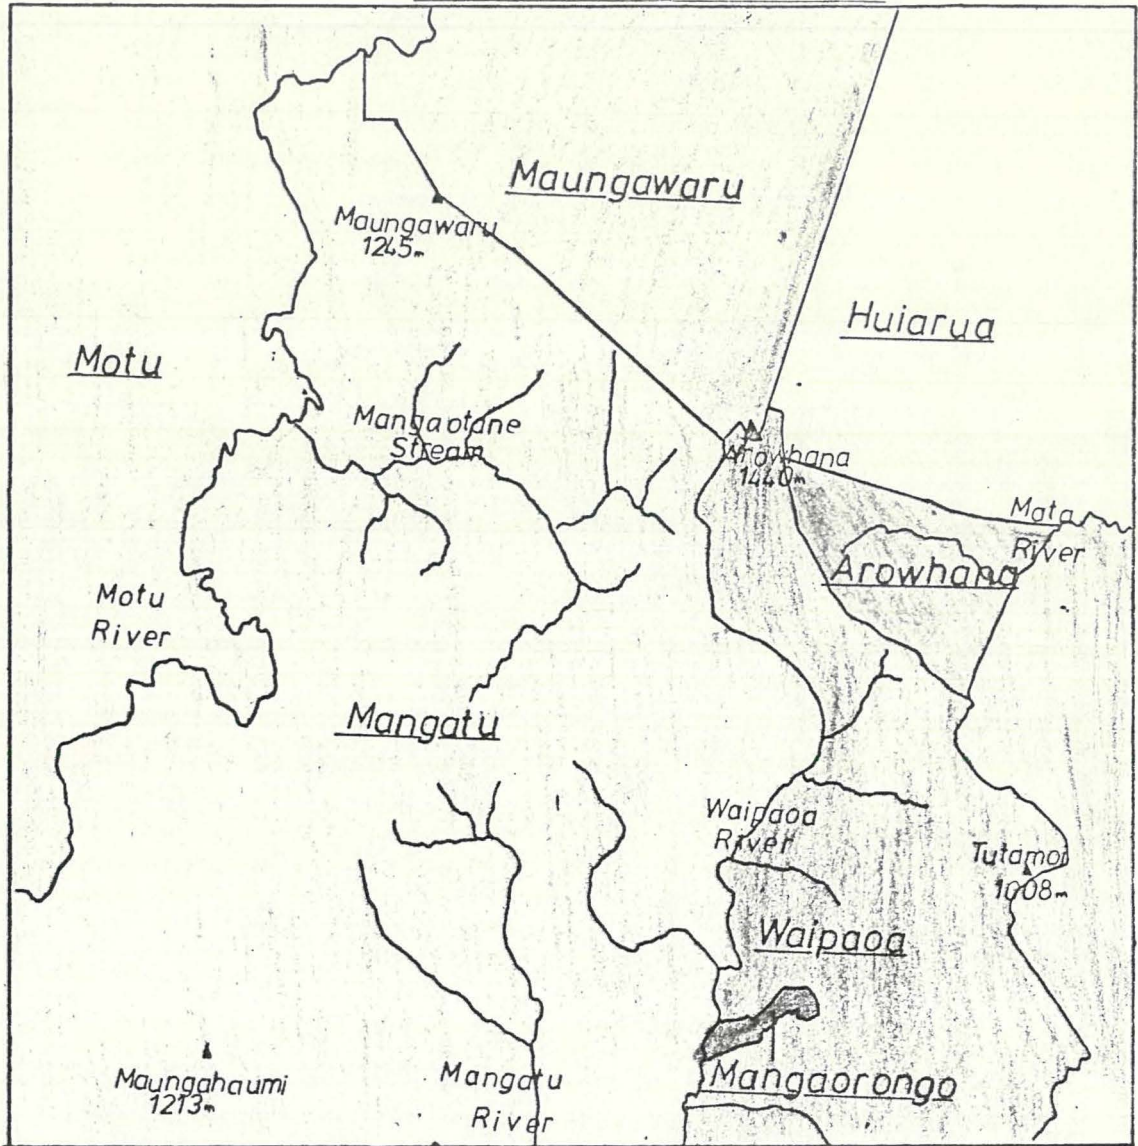 Maungawaru
Maungawaru
1245m
Huiarua
Motu
Mangaotane
Stream
Arowhana
1440m
Mata
River
Arowhana
Motu
River
Mangatu
Waipaoa
River
Tutamoi
1008m
Waipaoa
Maungahaumi
1213m
Mangatu
River
Mangaorongo